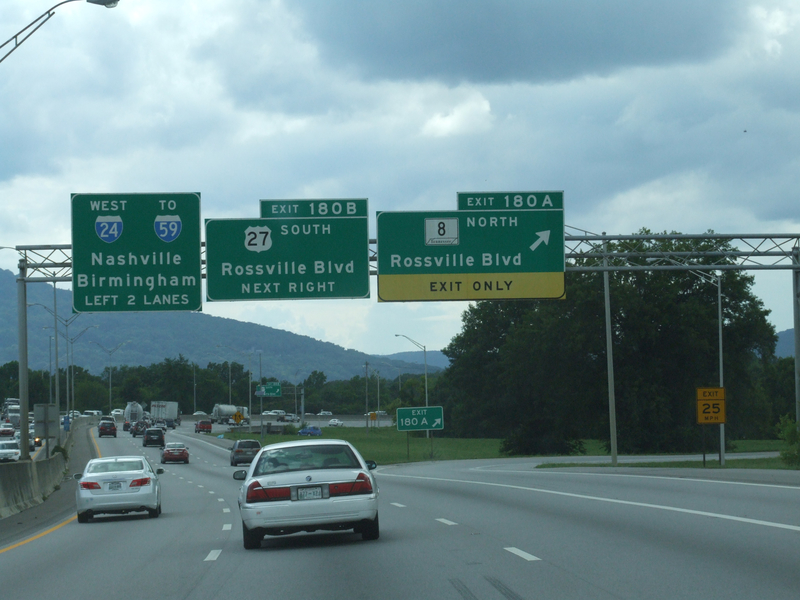 WEST TO
24 59
Nashville
Birmingham
LEFT 2 LANES
EXIT 180B
27 SOUTH
Rossville Blvd
NEXT RIGHT
EXIT 180A
8 NORTH
Rossville Blvd
EXIT ONLY
EXIT
180 A
EXIT
25
MPH